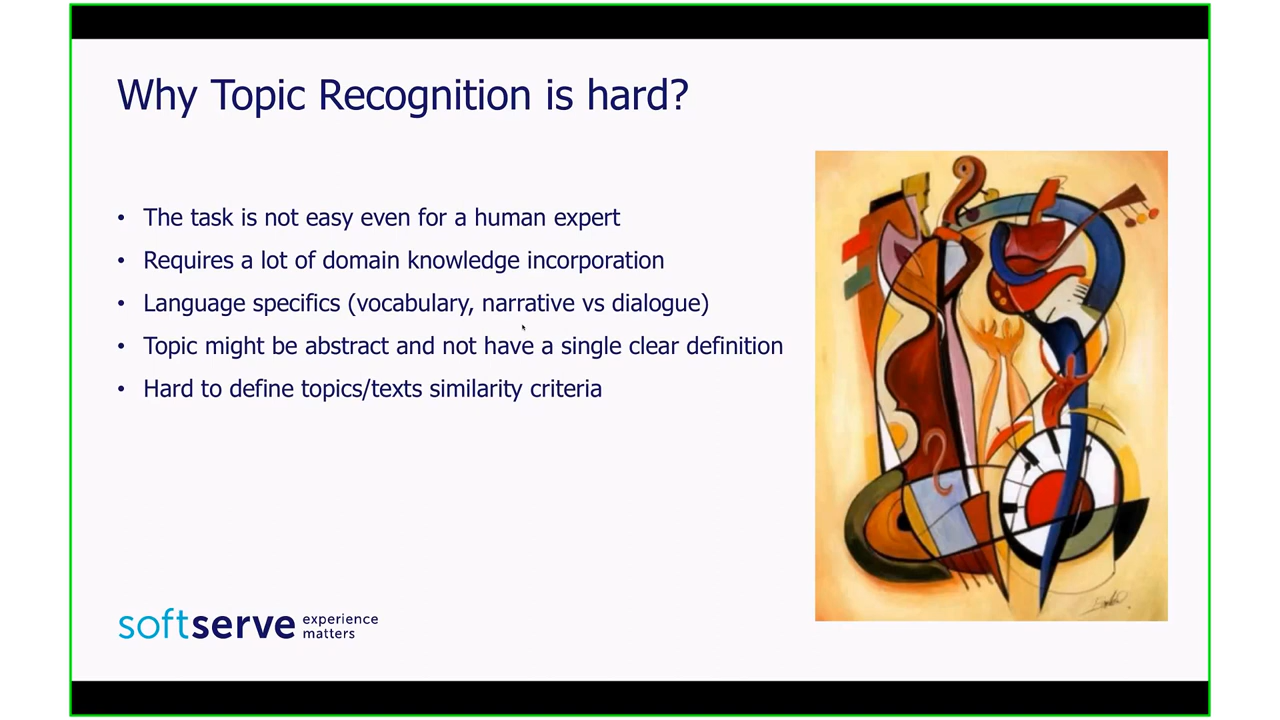 Why Topic Recognition is hard?
• The task is not easy even for a human expert
• Requires a lot of domain knowledge incorporation
• Language specifics (vocabulary, narrative vs dialogue)
• Topic might be abstract and not have a single clear definition
• Hard to define topics/texts similarity criteria
softserve experience matters